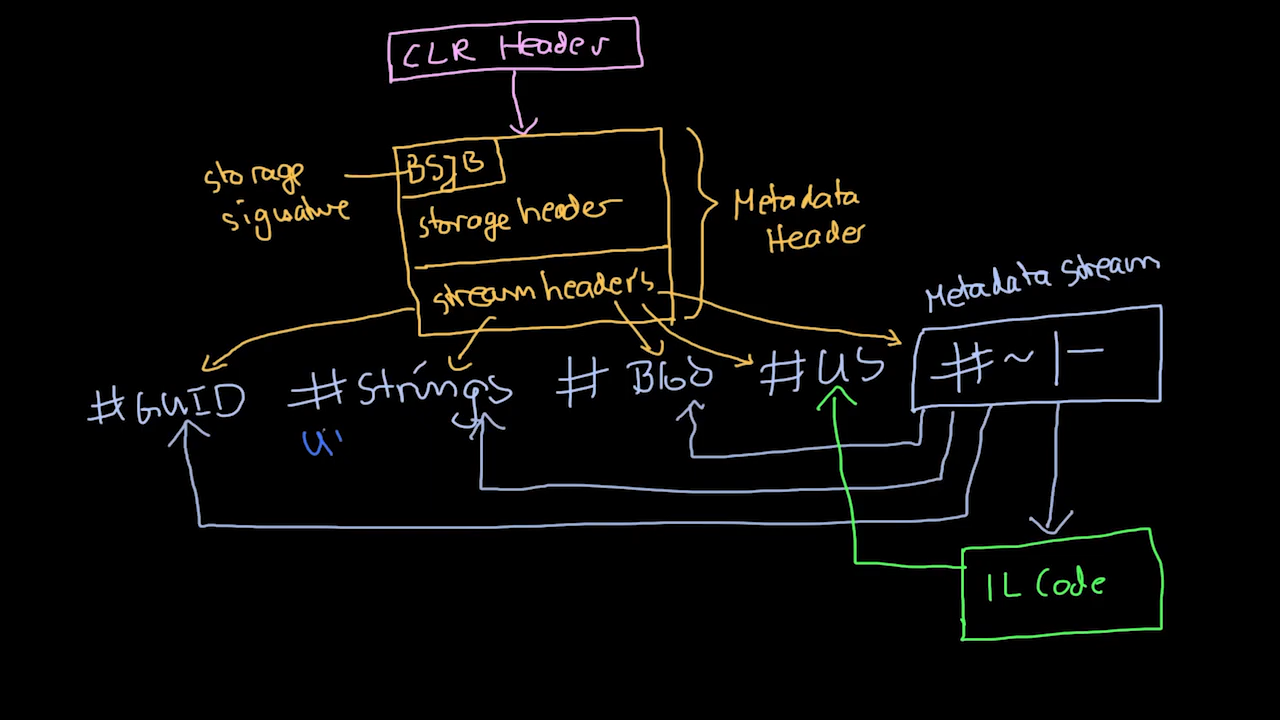 CLR Header
BSJB
storage
signature
storage header
Metadata
Header
stream headers
Metadata Stream
#GUID
#Strings
# Blob
#US
#~|-
IL Code